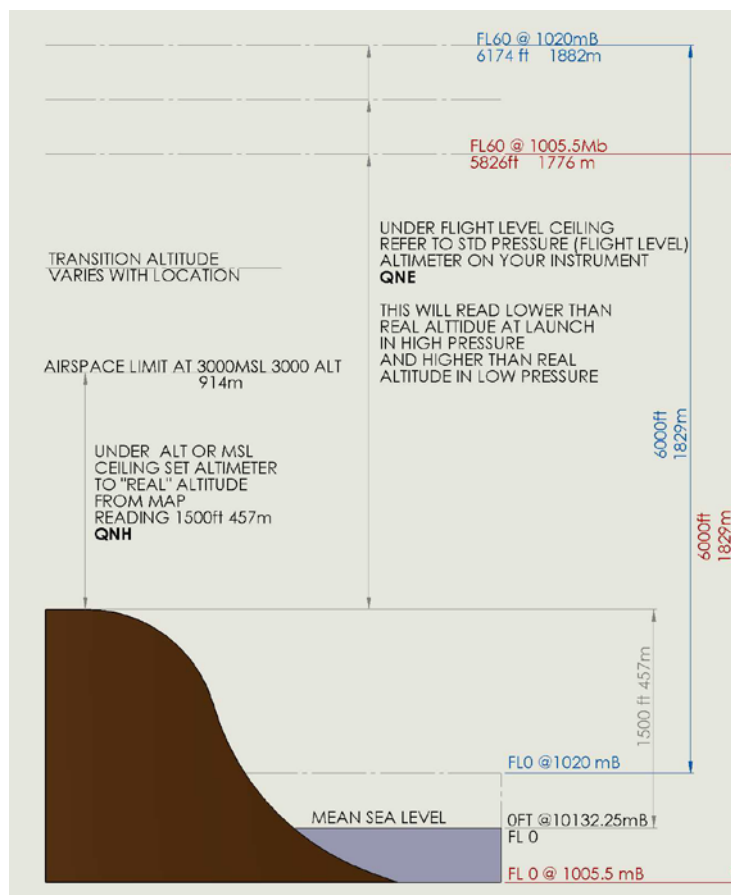 FL60 @ 1020mB
6174 ft 1882m
FL60 @ 1005.5Mb
5826ft 1776 m
UNDER FLIGHT LEVEL CEILING
REFER TO STD PRESSURE (FLIGHT LEVEL)
ALTIMETER ON YOUR INSTRUMENT
QNE
THIS WILL READ LOWER THAN
REAL ALTTIDUE AT LAUNCH
IN HIGH PRESSURE
AND HIGHER THAN REAL
ALTITUDE IN LOW PRESSURE
TRANSITION ALTITUDE
VARIES WITH LOCATION
AIRSPACE LIMIT AT 3000MSL 3000 ALT
914m
UNDER ALT OR MSL
CEILING SET ALTIMETER
TO "REAL" ALTITUDE
FROM MAP
READING 1500ft 457m
QNH
6000ft
1829m
6000ft
1829m
1500 ft 457m
FL0 @1020 mB
MEAN SEA LEVEL
0FT @10132.25mB
FL 0
FL 0 @ 1005.5 mB